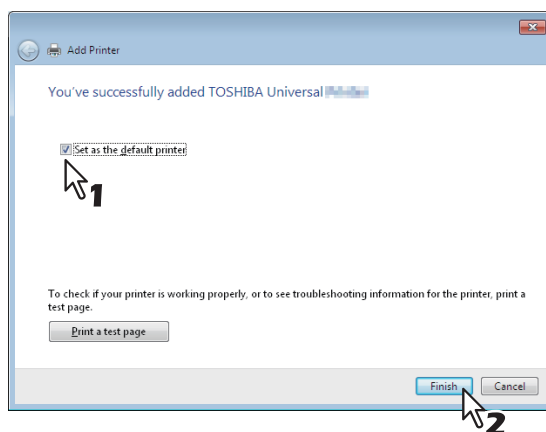 Add Printer
You've successfully added TOSHIBA Universal
Set as the default printer
1
To check if your printer is working properly, or to see troubleshooting information for the printer, print a
test page.
Print a test page
Finish Cancel
2